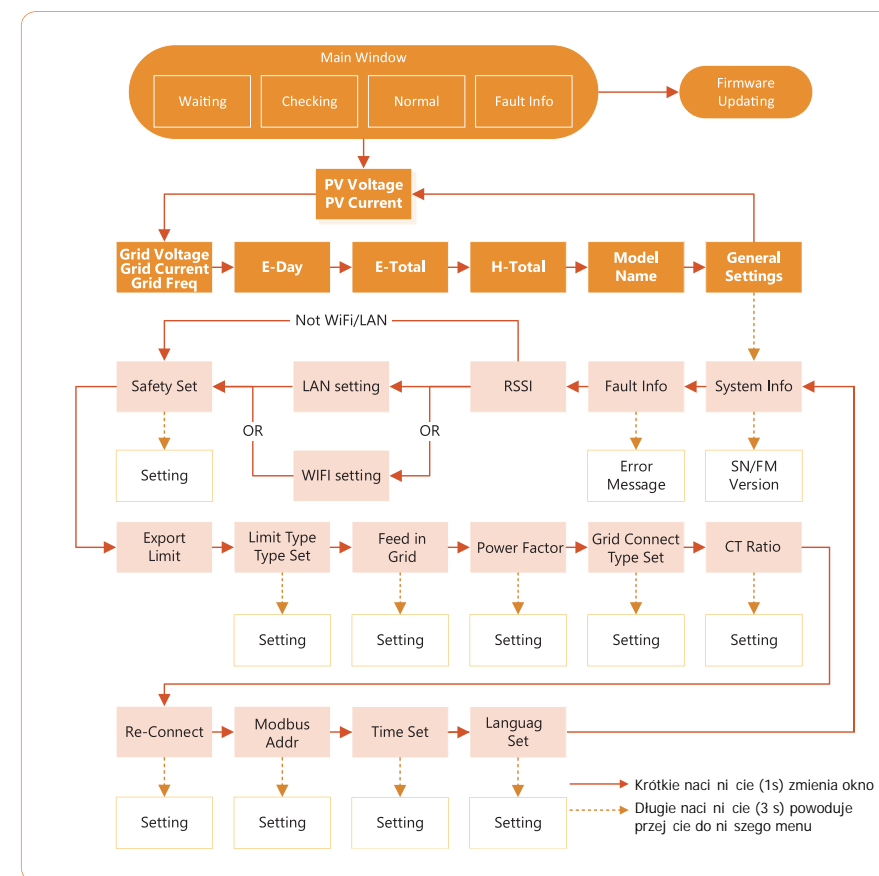 Main Window
Waiting
Checking
Normal
Fault Info
Firmware
Updating
PV Voltage
PV Current
Grid Voltage
Grid Current
Grid Freq
E-Day
E-Total
H-Total
Model
Name
General
Settings
Not WiFi/LAN
Safety Set
LAN setting
RSSI
Fault Info
System Info
OR
OR
Setting
WIFI setting
Error
Message
SN/FM
Version
Export
Limit
Limit Type
Type Set
Feed in
Grid
Power Factor
Grid Connect
Type Set
CT Ratio
Setting
Setting
Setting
Setting
Setting
Re-Connect
Modbus
Addr
Time Set
Languag
Set
Setting
Setting
Setting
Setting
Krótkie naci ni cie (1s) zmienia okno
Długie naci ni cie (3 s) powoduje
przej cie do ni szego menu